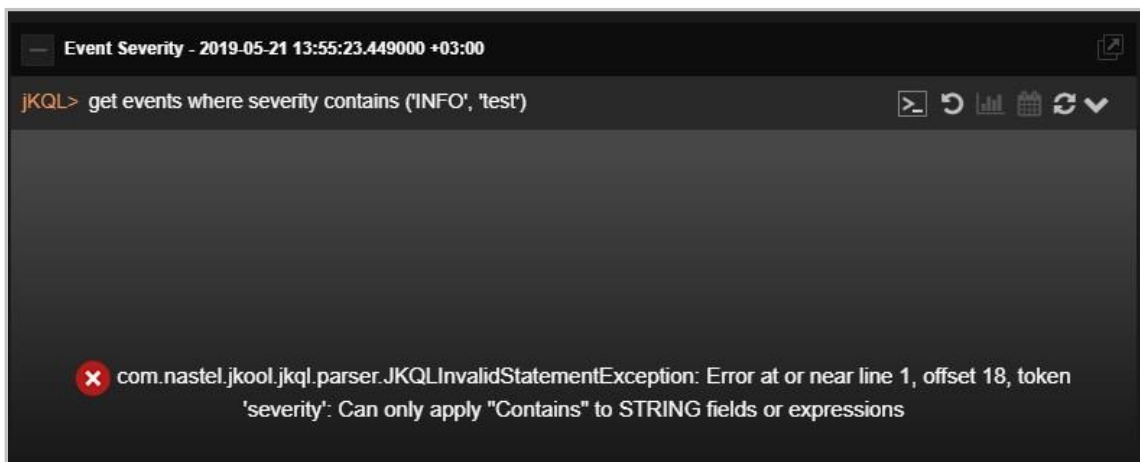 Event Severity - 2019-05-21 13:55:23.449000 +03:00
jKQL> get events where severity contains ('INFO', 'test')
com.nastel.jkool.jkql.parser.JKQLInvalidStatementException: Error at or near line 1, offset 18, token
'severity': Can only apply "Contains" to STRING fields or expressions